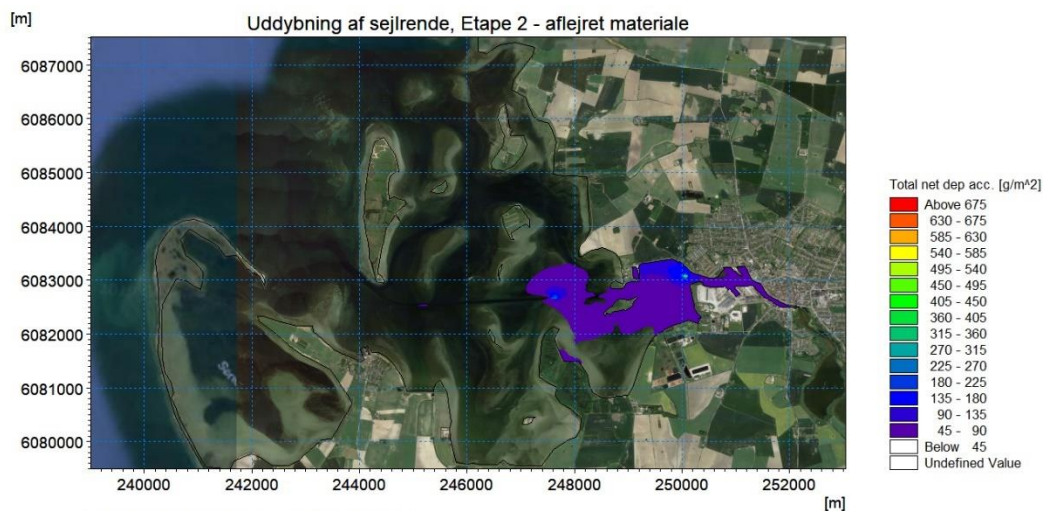 [m]
Uddybning af sejlrende, Etape 2 - aflejret materiale
6087000
6086000
6085000
6084000
6083000
6082000
6081000
6080000
240000 242000 244000 246000 248000 250000 252000
[m]
Total net dep acc. [g/m^2]
Above 675
630 - 675
585 - 630
540 - 585
495 - 540
450 - 495
405 - 450
360 - 405
315 - 360
270 - 315
225 - 270
180 - 225
135 - 180
90 - 135
45 - 90
Below 45
Undefined Value